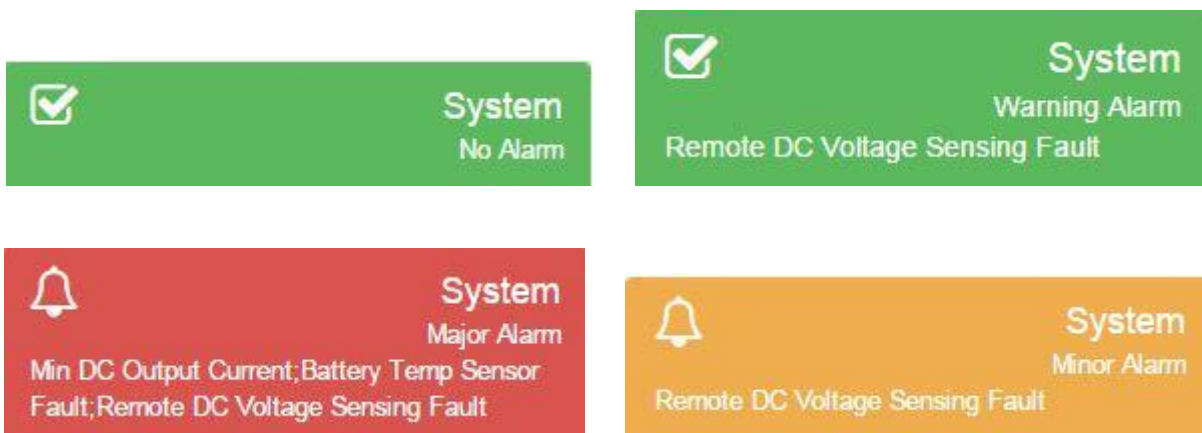 System
No Alarm
System
Warning Alarm
Remote DC Voltage Sensing Fault
System
Major Alarm
Min DC Output Current;Battery Temp Sensor
Fault;Remote DC Voltage Sensing Fault
System
Minor Alarm
Remote DC Voltage Sensing Fault